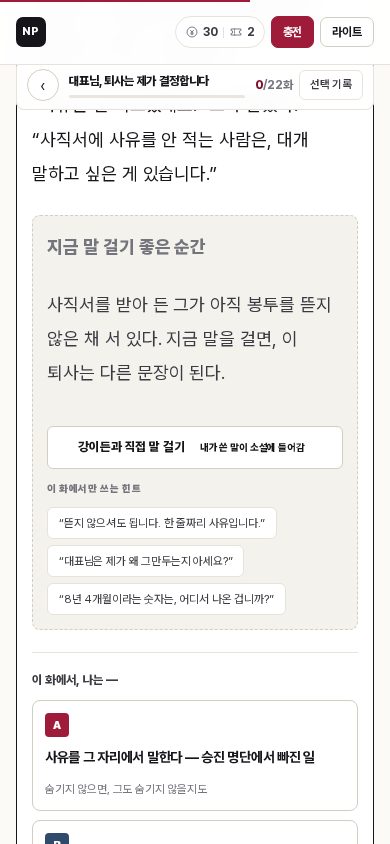 NP
30
2
충전
라이트
대표님, 퇴사는 제가 결정합니다
0/22화
선택 기록
“사직서에 사유를 안 적는 사람은, 대개
말하고 싶은 게 있습니다.”
지금 말 걸기 좋은 순간
사직서를 받아 든 그가 아직 봉투를 뜯지
않은 채 서 있다. 지금 말을 걸면, 이
퇴사는 다른 문장이 된다.
강이든과 직접 말 걸기 내가 쓴 말이 소설에 들어감
이 화에서만 쓰는 힌트
“뜯지 않으셔도 됩니다. 한 줄짜리 사유입니다.”
“대표님은 제가 왜 그만두는지 아세요?”
“8년 4개월이라는 숫자는, 어디서 나온 겁니까?”
이 화에서, 나는 —
A
사유를 그 자리에서 말한다 — 승진 명단에서 빠진 일
숨기지 않으면, 그도 숨기지 않을지도